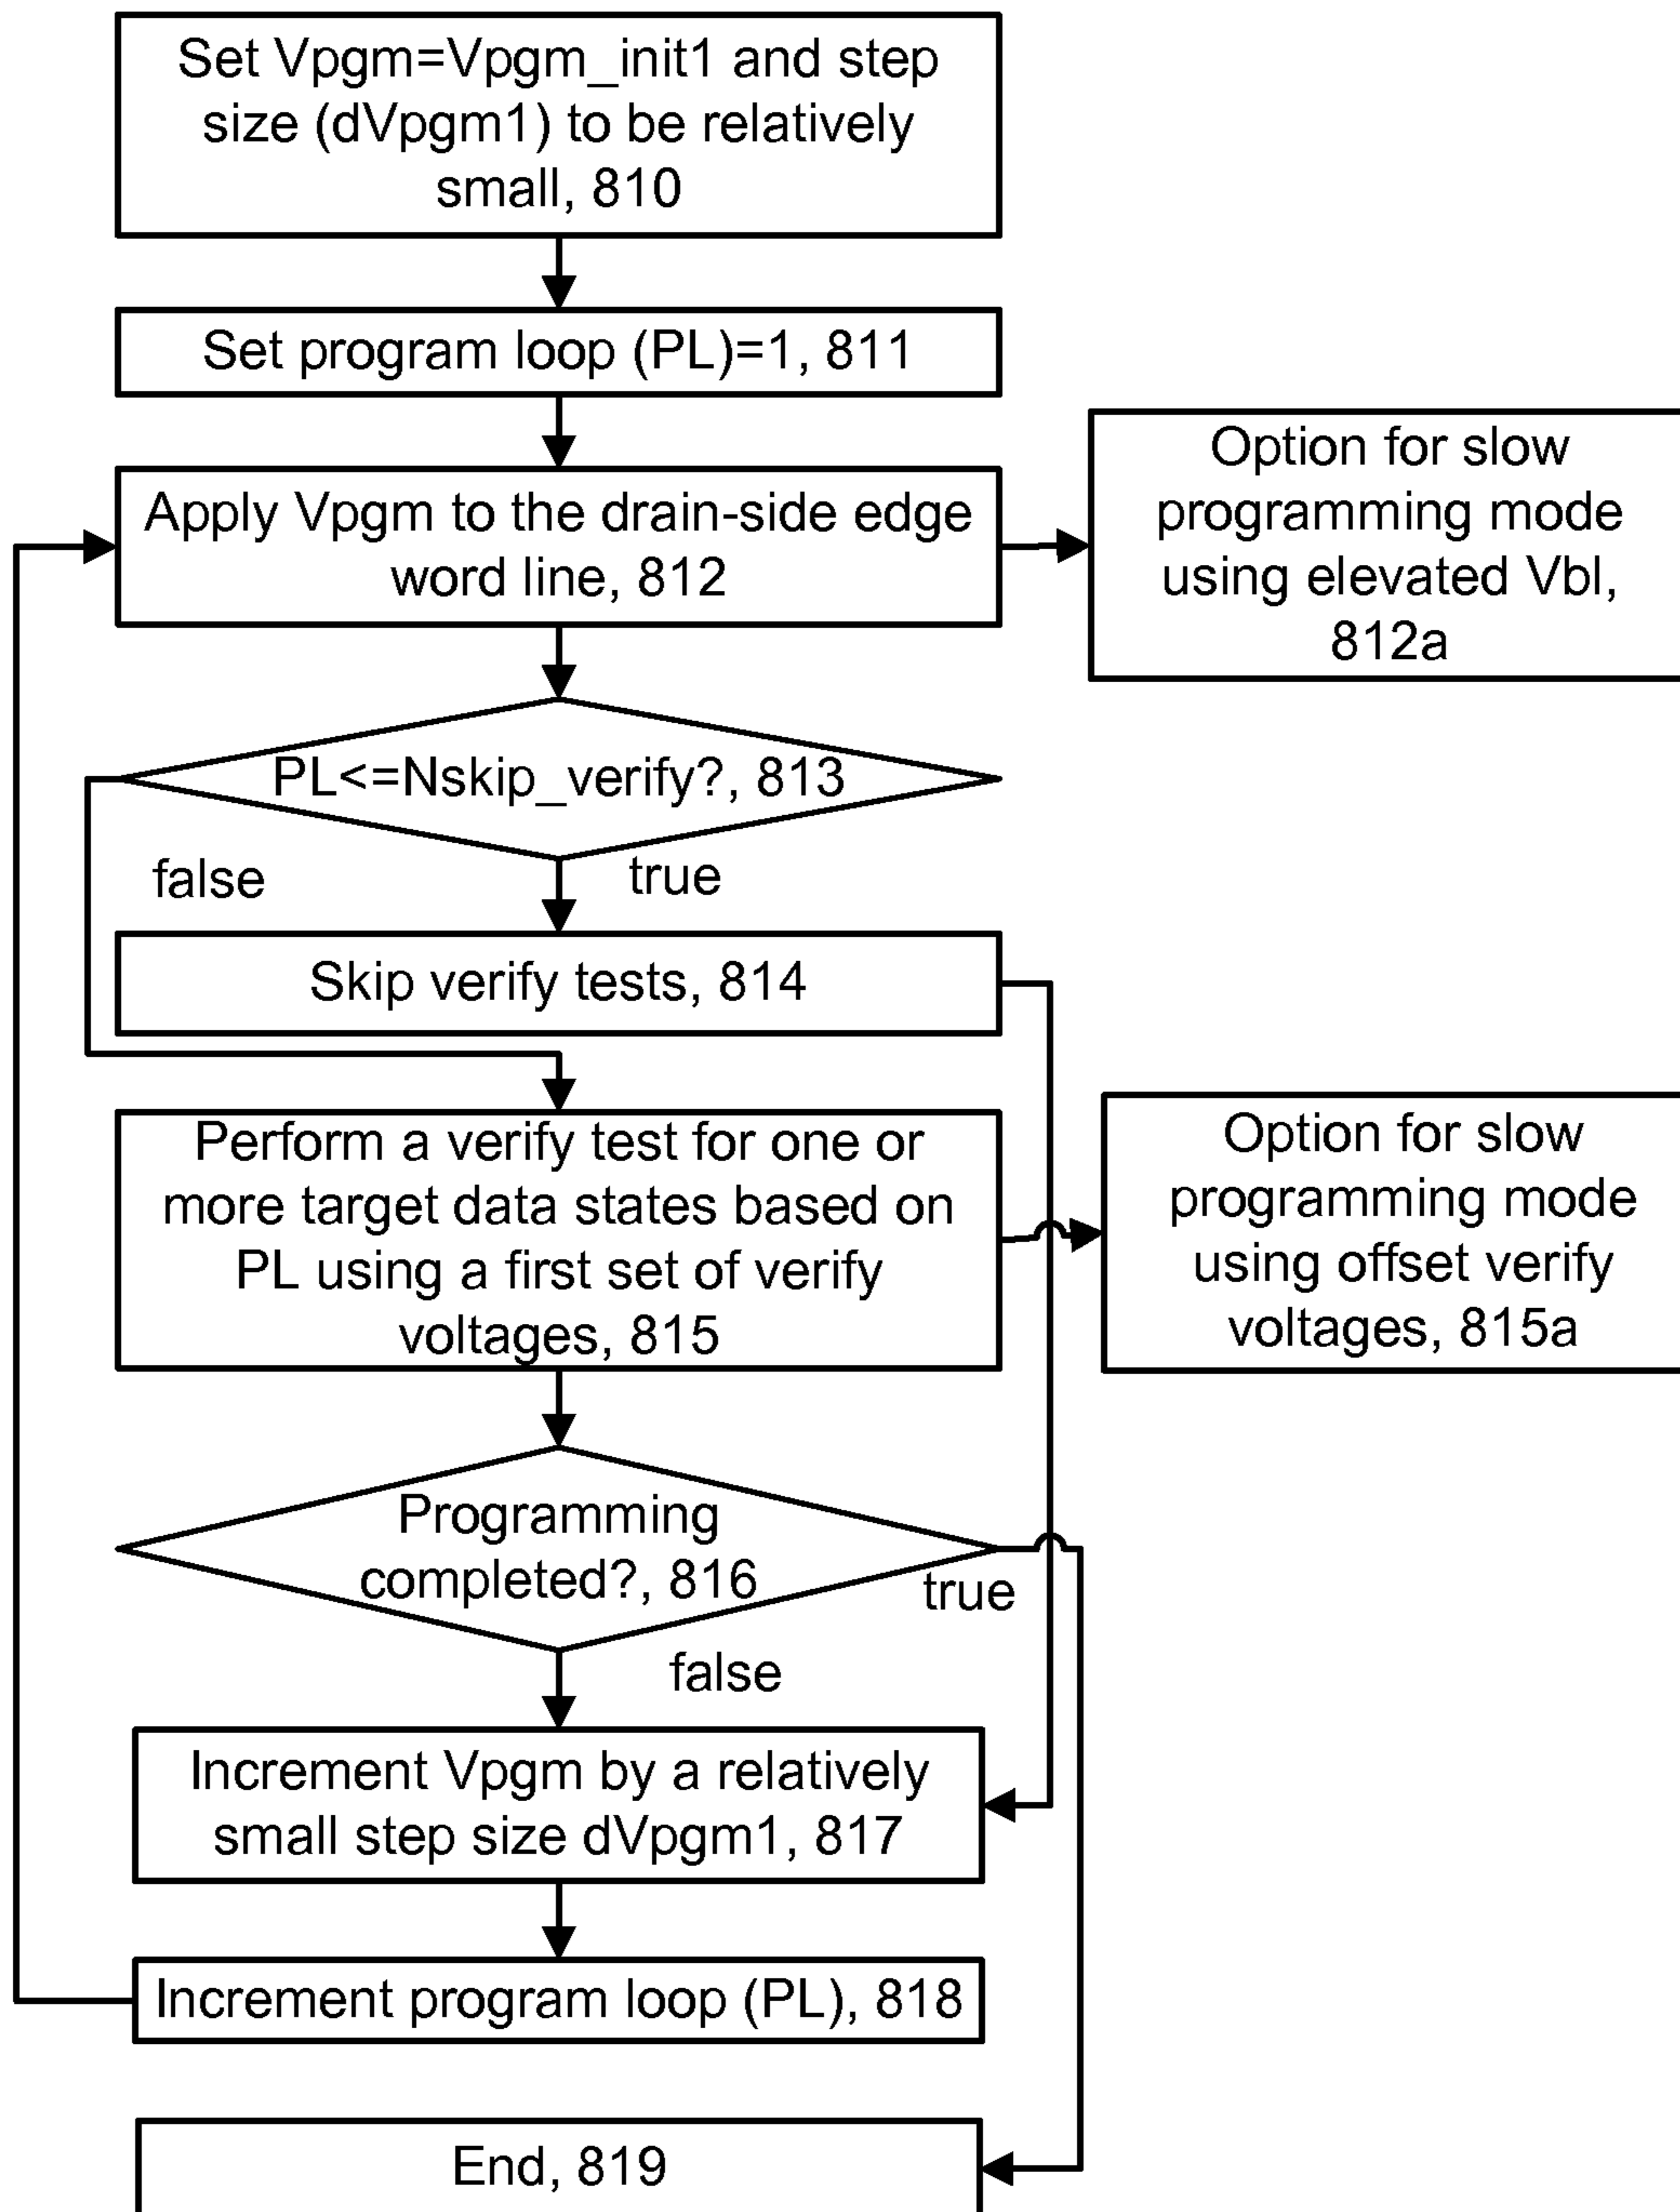 Set Vpgm=Vpgm_init1 and step
size (dVpgm1) to be relatively
small, 810
Set program loop (PL)=1, 811
Apply Vpgm to the drain-side edge
word line, 812
Option for slow
programming mode
using elevated Vbl,
812a
PL<=Nskip_verify?, 813
false
true
Skip verify tests, 814
Perform a verify test for one or
more target data states based on
PL using a first set of verify
voltages, 815
Option for slow
programming mode
using offset verify
voltages, 815a
Programming
completed?, 816
true
false
Increment Vpgm by a relatively
small step size dVpgm1, 817
Increment program loop (PL), 818
End, 819